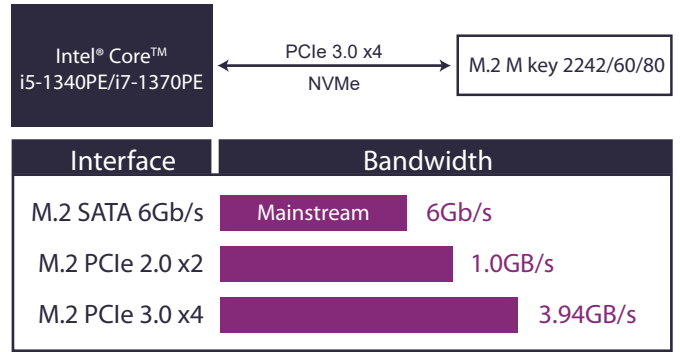 Intel® Core™
i5-1340PE/i7-1370PE
PCIe 3.0 x4
NVMe
M.2 M key 2242/60/80
Interface Bandwidth
M.2 SATA 6Gb/s Mainstream 6Gb/s
M.2 PCIe 2.0 x2 1.0GB/s
M.2 PCIe 3.0 x4 3.94GB/s